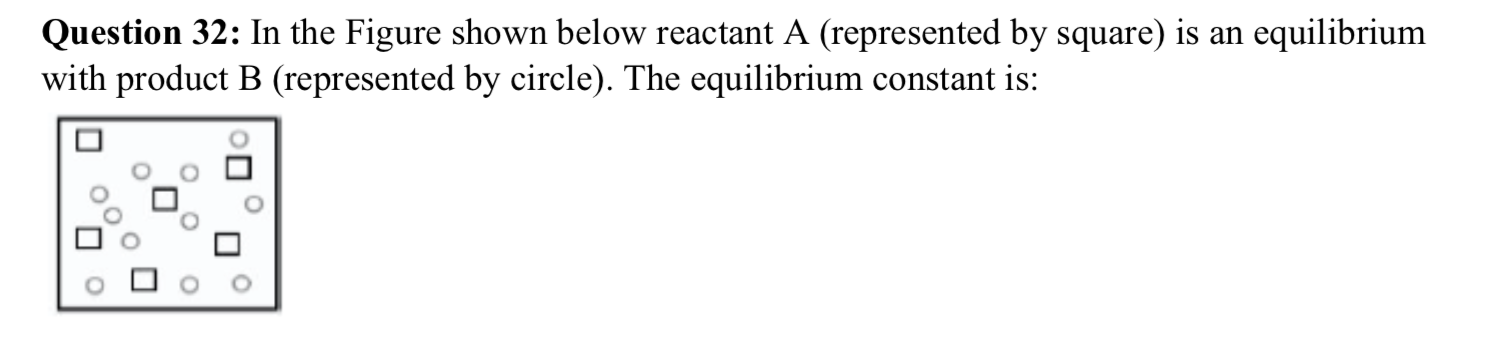 Question 32: In the Figure shown below reactant A (represented by square) is an equilibrium
with product B (represented by circle). The equilibrium constant is: